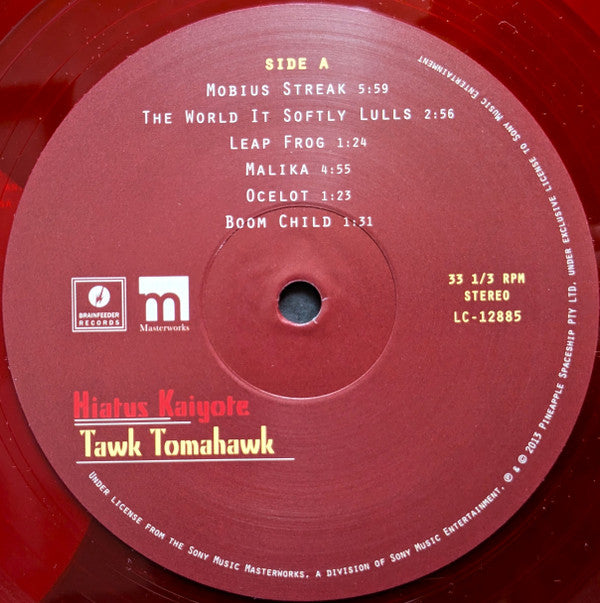 SIDE A
MOBIUS STREAK 5:59
THE WORLD IT SOFTLY LULLS 2:56
LEAP FROG 1:24
MALIKA 4:55
OCELOT 1:23
BOOM CHILD 1:31
33 1/3 RPM
STEREO
LC-12885
BRAINFEEDER
RECORDS
m
Masterworks
Hiatus Kaiyote
Tawk Tomahawk
UNDER LICENSE FROM THE SONY MUSIC MASTERWORKS, A DIVISION OF SONY MUSIC ENTERTAINMENT. ℗ & © 2013 PINEAPPLE SPACESHIP PTY LTD. UNDER EXCLUSIVE LICENSE TO SONY MUSIC ENTERTAINMENT